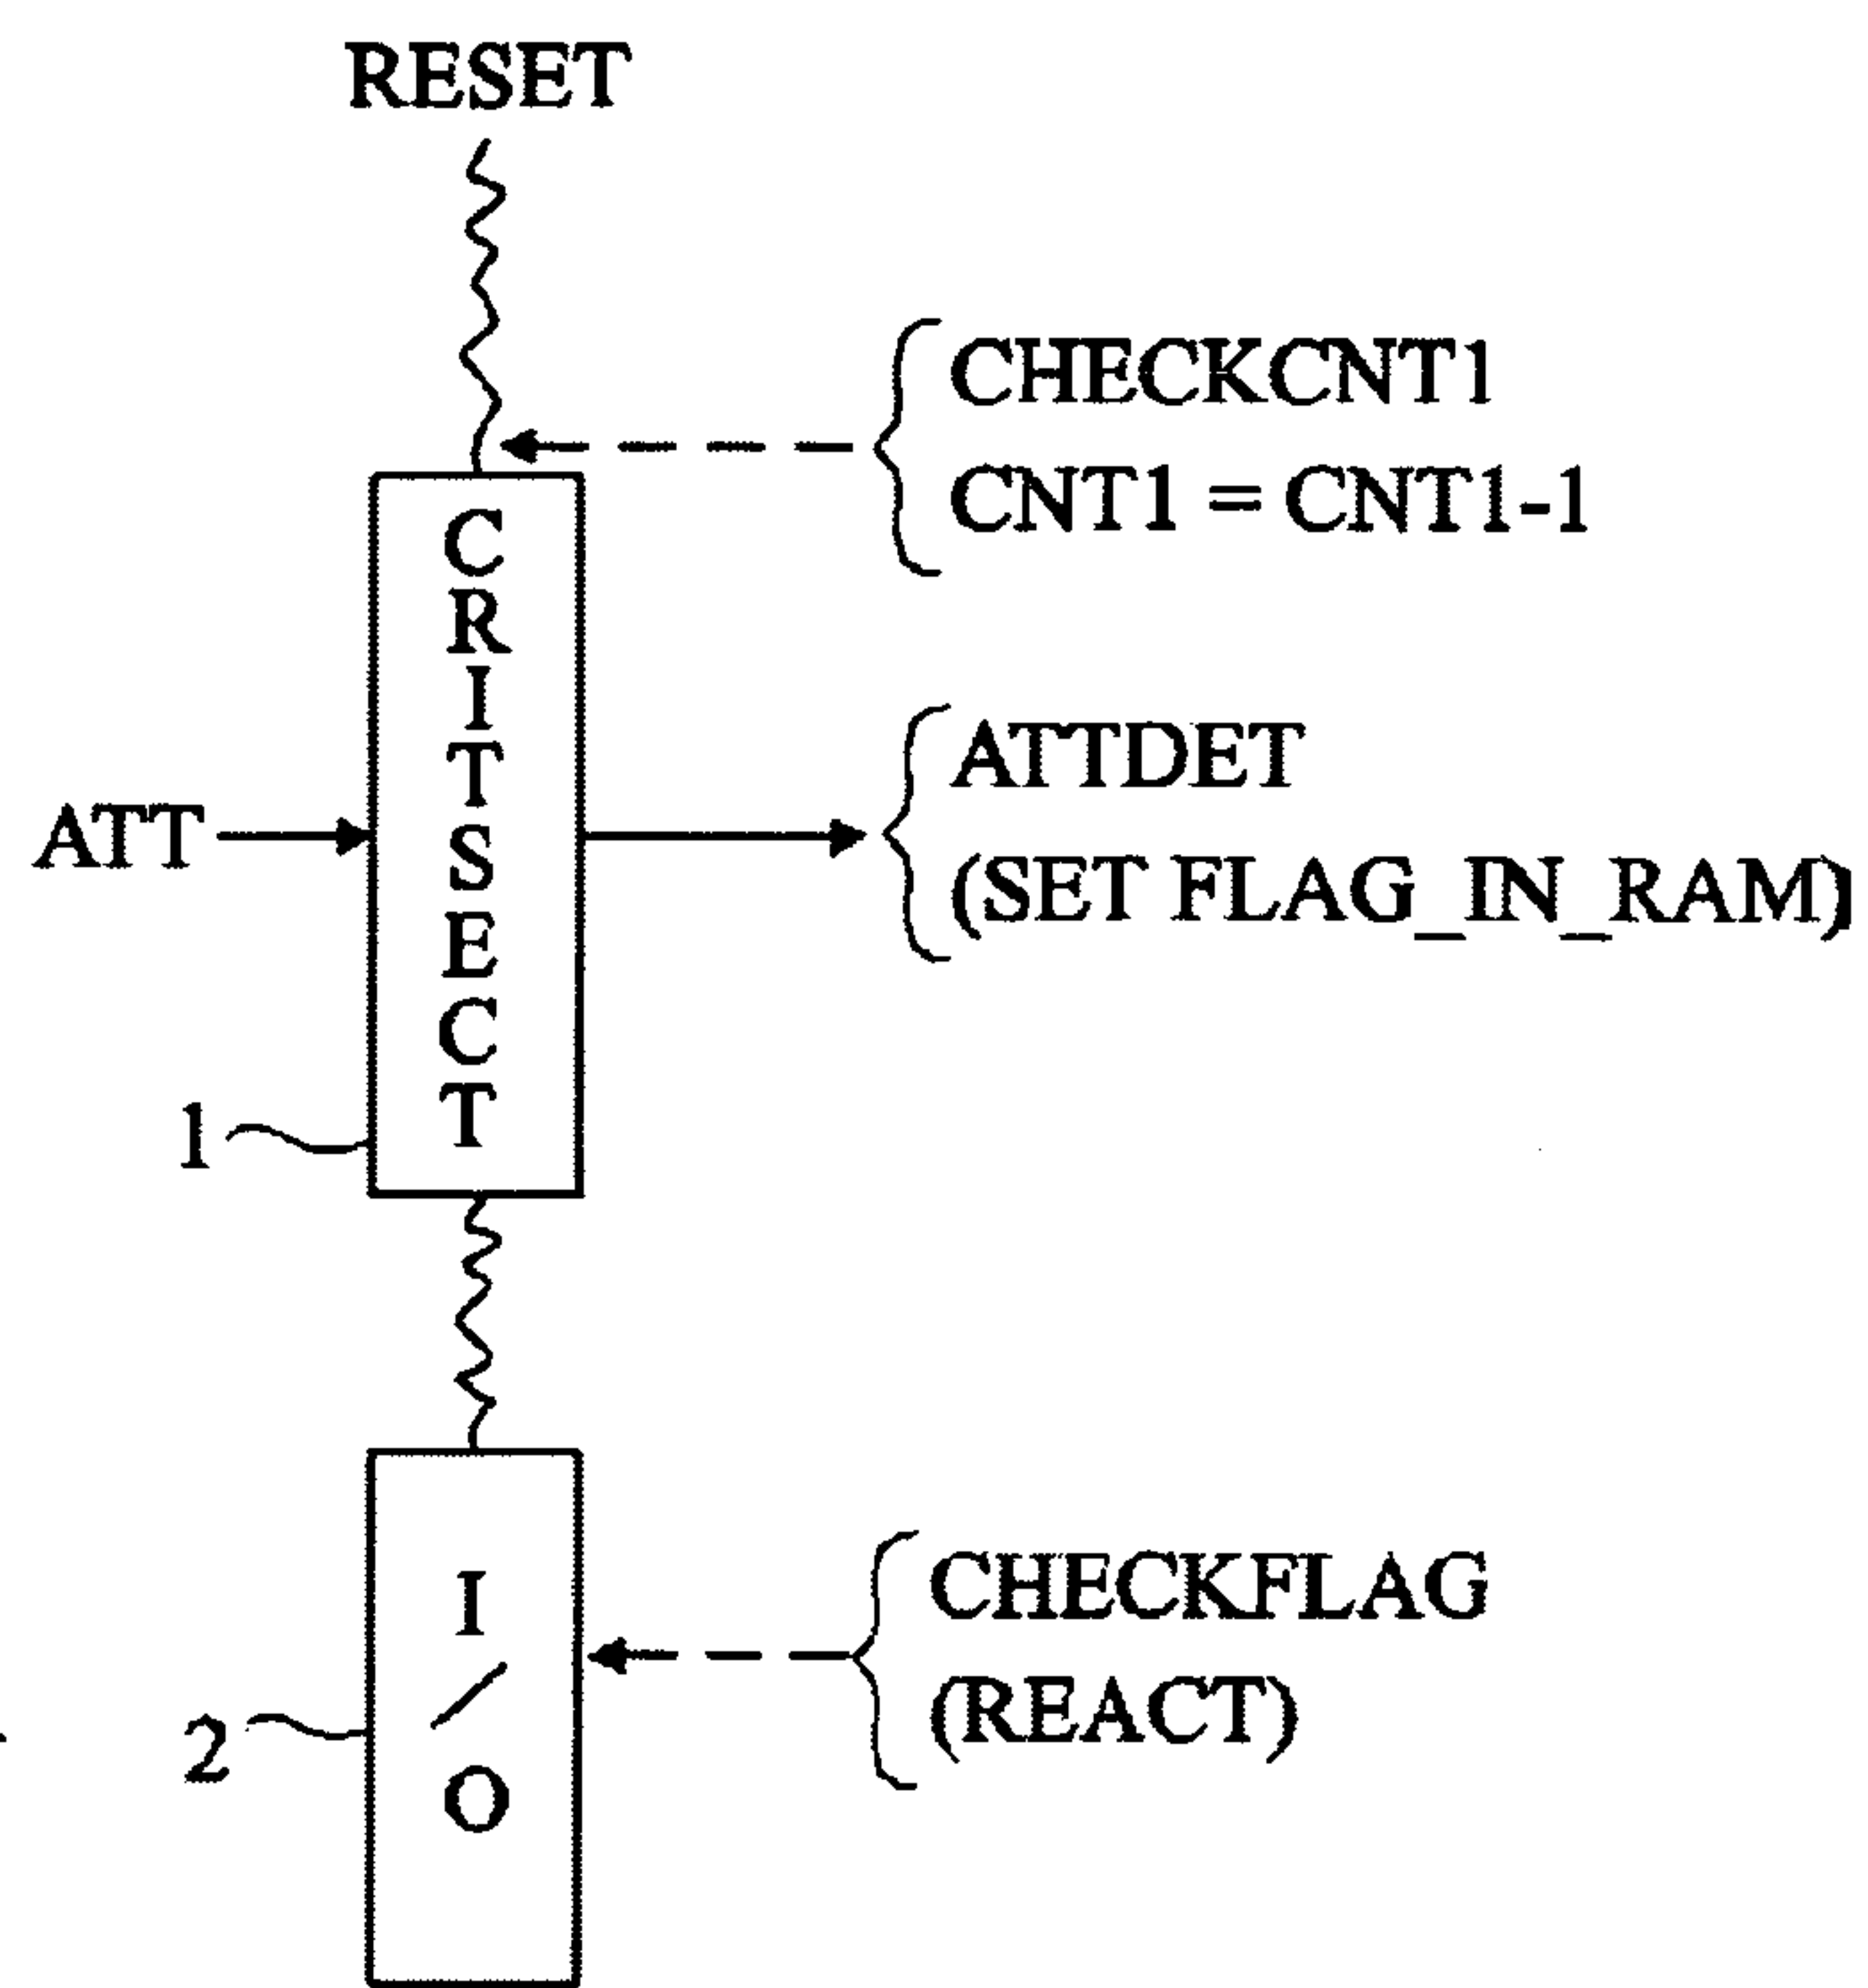 RESET
CHECKCNT1
CNT1 = CNT1-1
CRITSECT
ATTDET
ATT
(SET FLAG_IN_RAM)
1
I/O
CHECKFLAG
(REACT)
2